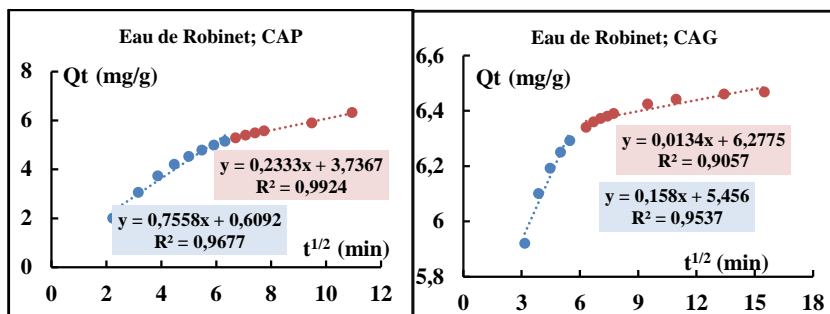 Eau de Robinet; CAP
Qt (mg/g)
8
6
4
2
0
y = 0,2333x + 3,7367
R² = 0,9924
y = 0,7558x + 0,6092
R² = 0,9677
t^1/2 (min)
0 2 4 6 8 10 12
Eau de Robinet; CAG
Qt (mg/g)
6,6
6,4
6,2
6
5,8
y = 0,0134x + 6,2775
R² = 0,9057
y = 0,158x + 5,456
R² = 0,9537
t^1/2 (min)
0 3 6 9 12 15 18